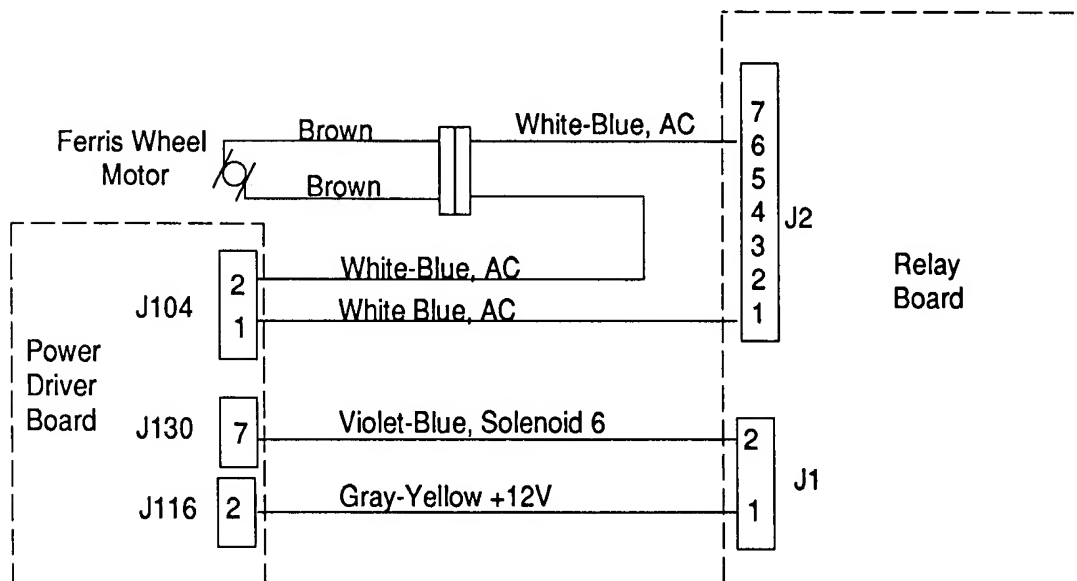 Ferris Wheel
Motor
Brown
Brown
White-Blue, AC
7
6
5
4
3
2
1
J2
Relay
Board
White-Blue, AC
White Blue, AC
J104
2
1
Power
Driver
Board
J130
7
Violet-Blue, Solenoid 6
2
1
J1
J116
2
Gray-Yellow +12V